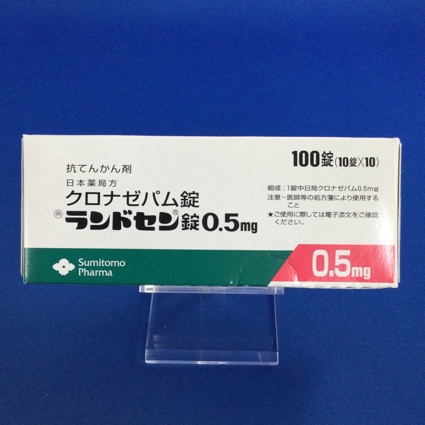 抗てんかん剤
日本薬局方
クロナゼパム錠
ランドセン®錠0.5mg
100錠(10錠×10)
組成:1錠中日局クロナゼパム0.5mg
注意-医師等の処方箋により使用する
こと
★ご使用に際しては電子添文をご確認
ください。
Sumitomo
Pharma
0.5mg